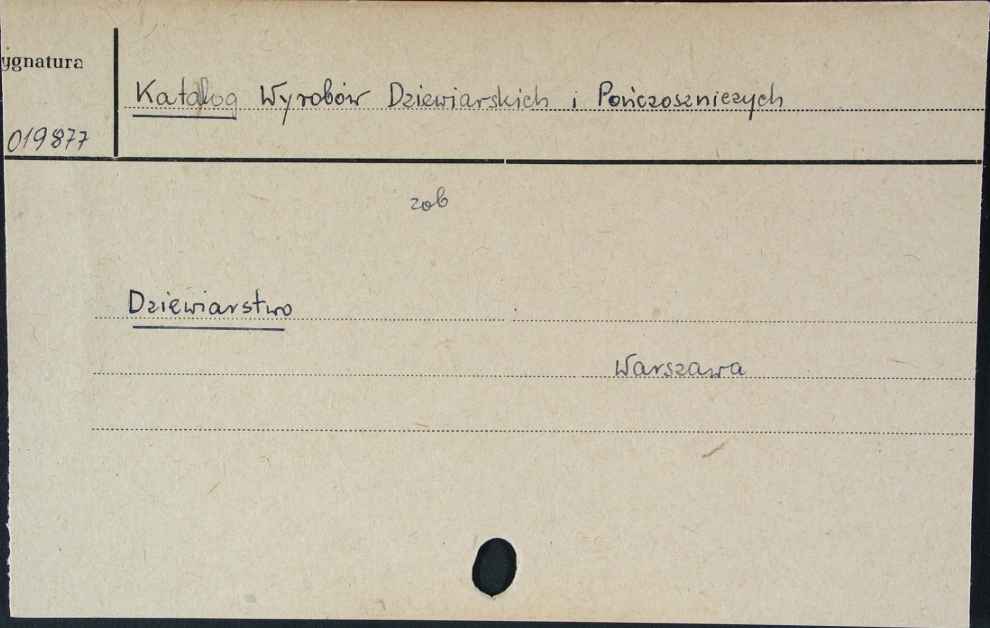 ygnatura
Katalog Wyrobów Dziewiarskich i Pończoszniczych
019877
zob
Dziewiarstwo
Warszawa